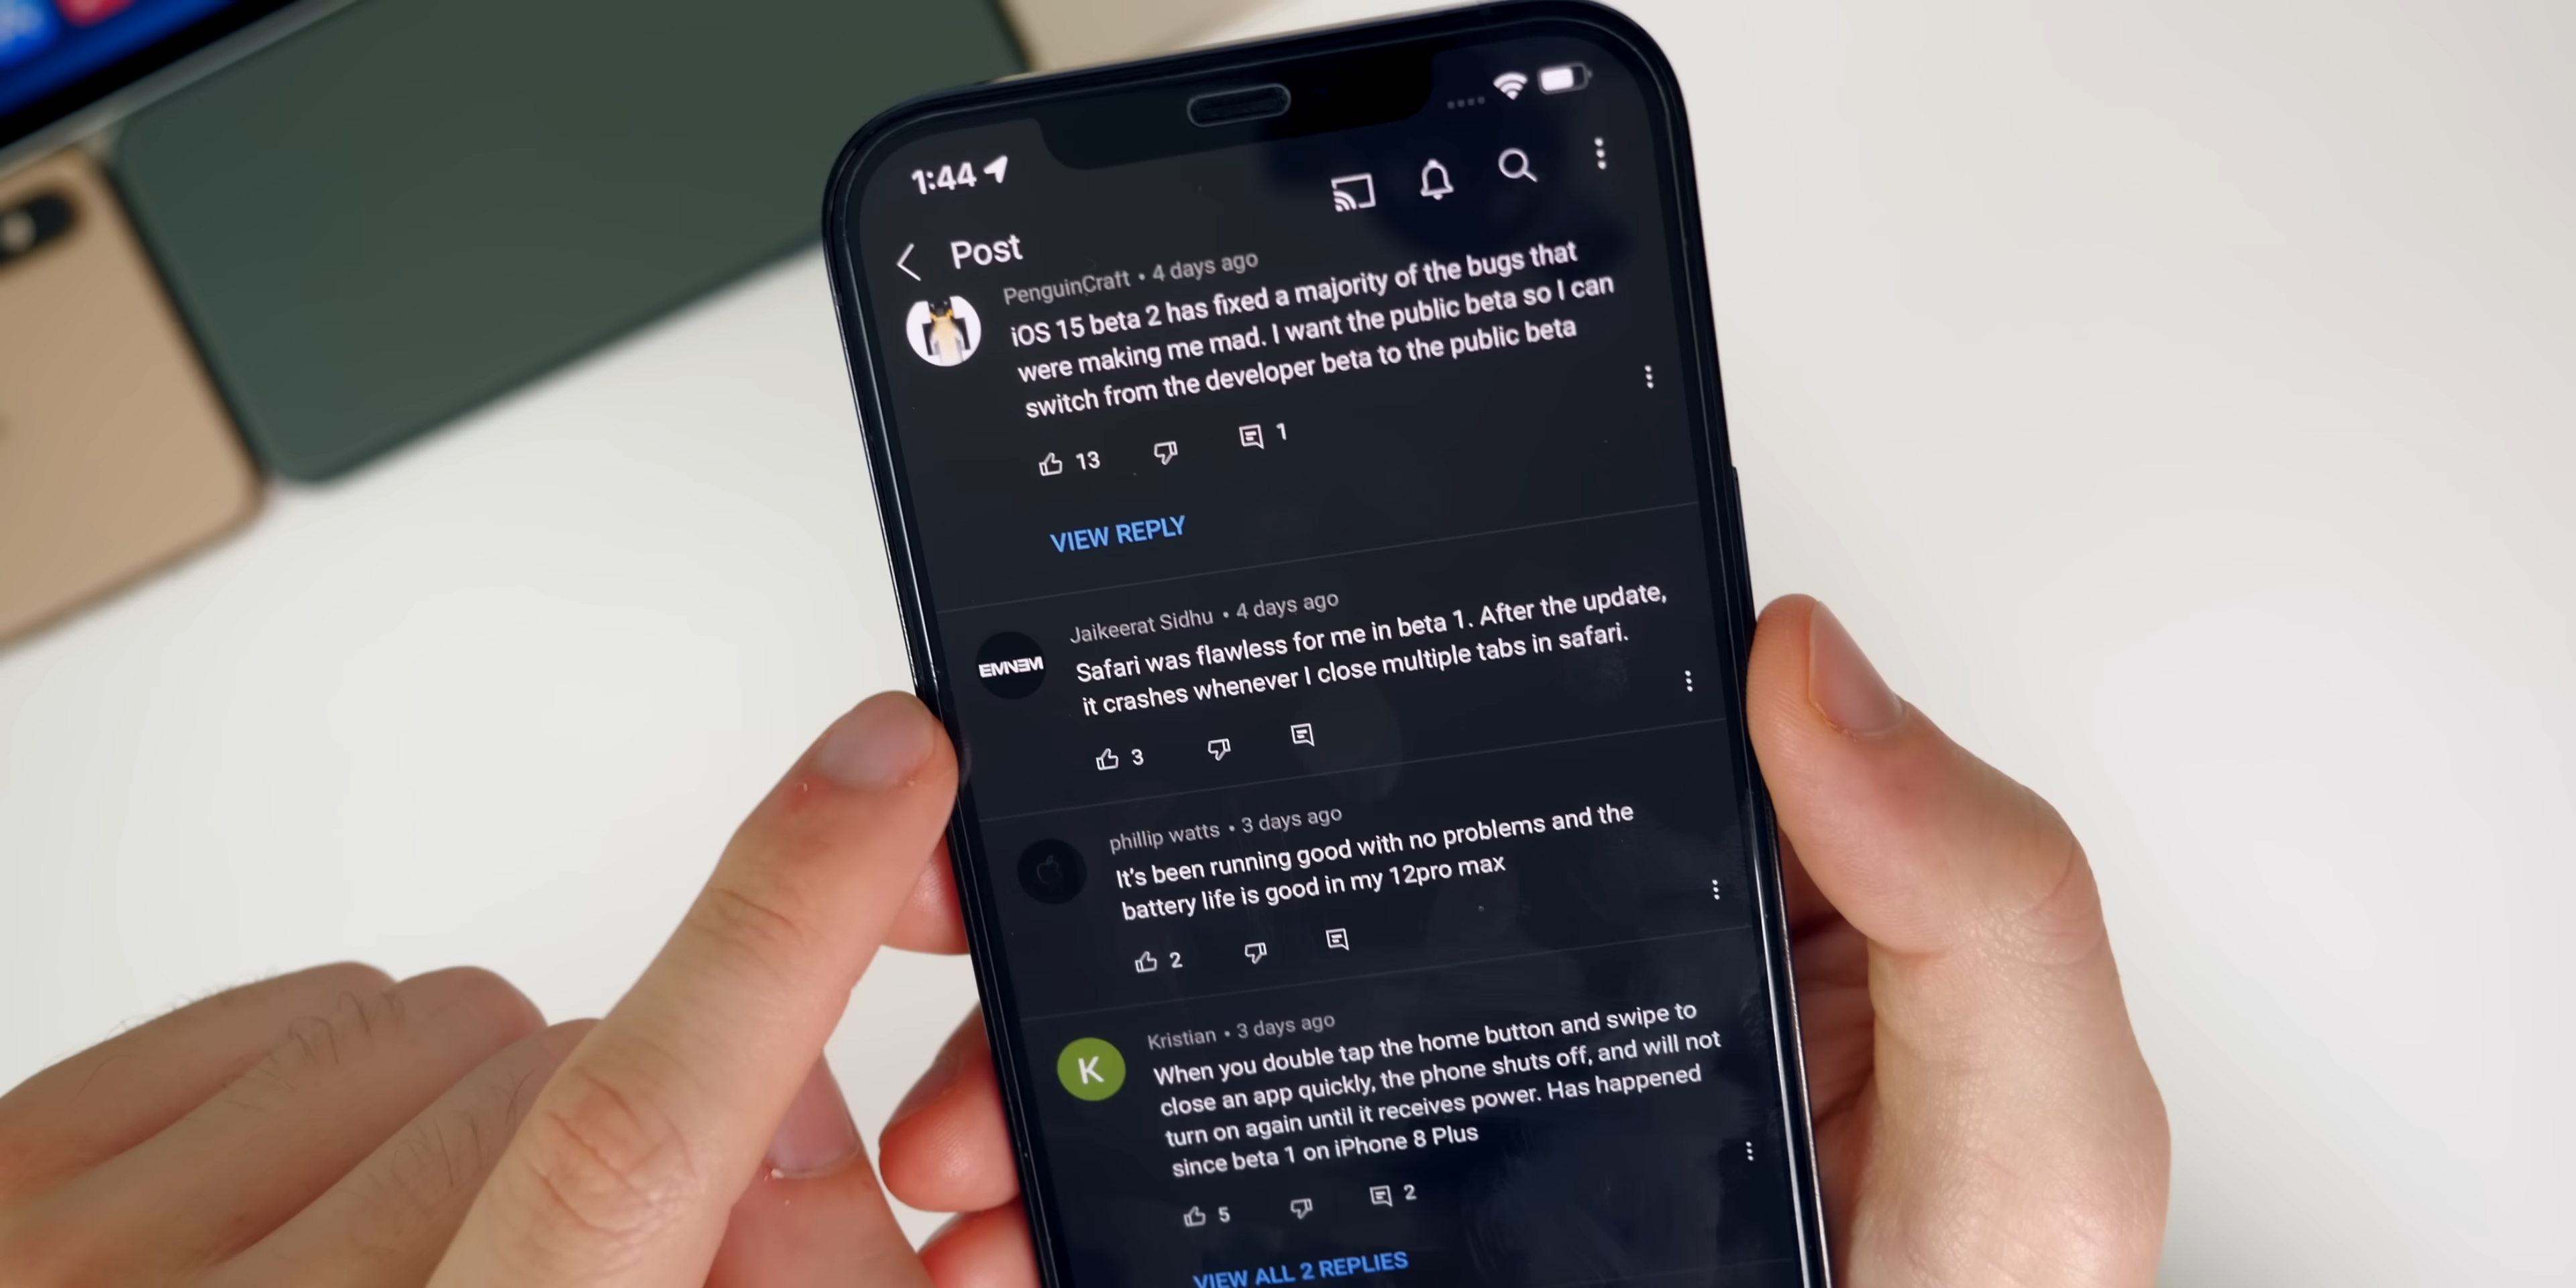 1:44
Post
PenguinCraft • 4 days ago
iOS 15 beta 2 has fixed a majority of the bugs that
were making me mad. I want the public beta so I can
switch from the developer beta to the public beta
13
1
VIEW REPLY
Jaikeerat Sidhu • 4 days ago
EMINEM
Safari was flawless for me in beta 1. After the update,
it crashes whenever I close multiple tabs in safari.
3
phillip watts • 3 days ago
It's been running good with no problems and the
battery life is good in my 12pro max
2
Kristian • 3 days ago
K
When you double tap the home button and swipe to
close an app quickly, the phone shuts off, and will not
turn on again until it receives power. Has happened
since beta 1 on iPhone 8 Plus
5
2
VIEW ALL 2 REPLIES